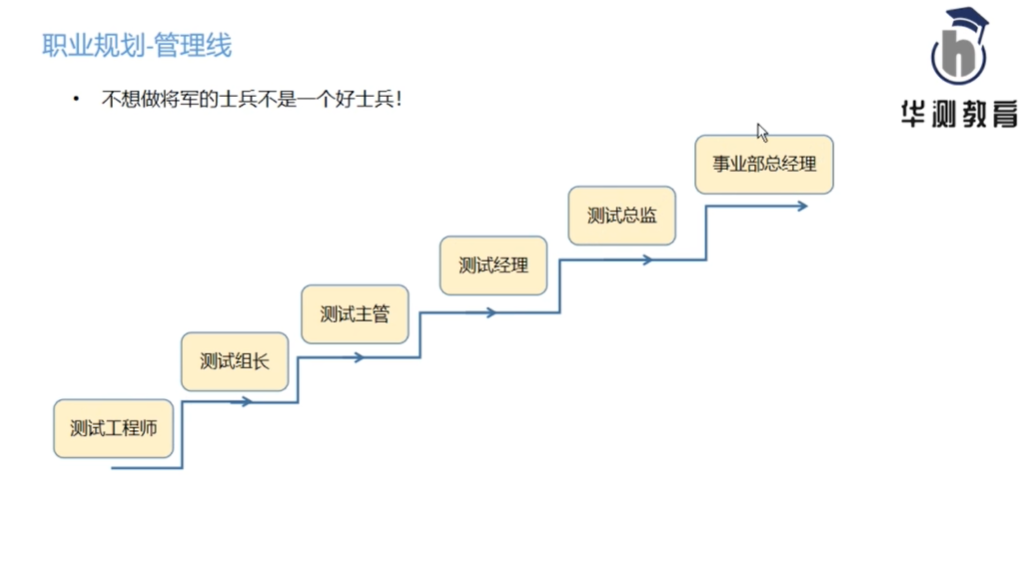 职业规划-管理线
• 不想做将军的士兵不是一个好士兵！
h
华测教育
事业部总经理
测试总监
测试经理
测试主管
测试组长
测试工程师